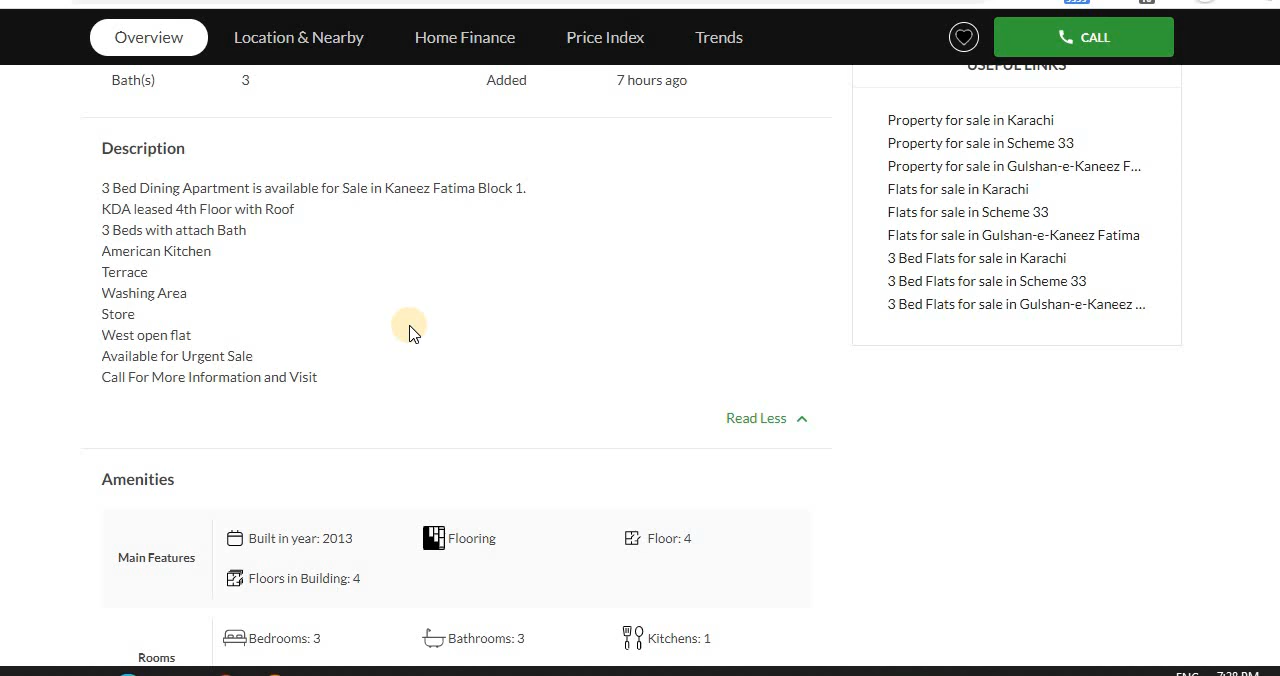 Overview
Location & Nearby
Home Finance
Price Index
Trends
CALL
Bath(s) 3 Added 7 hours ago
Description
3 Bed Dining Apartment is available for Sale in Kaneez Fatima Block 1.
KDA leased 4th Floor with Roof
3 Beds with attach Bath
American Kitchen
Terrace
Washing Area
Store
West open flat
Available for Urgent Sale
Call For More Information and Visit
Read Less
Amenities
Main Features
Built in year: 2013
Flooring
Floor: 4
Floors in Building: 4
Rooms
Bedrooms: 3
Bathrooms: 3
Kitchens: 1
USEFUL LINKS
Property for sale in Karachi
Property for sale in Scheme 33
Property for sale in Gulshan-e-Kaneez F...
Flats for sale in Karachi
Flats for sale in Scheme 33
Flats for sale in Gulshan-e-Kaneez Fatima
3 Bed Flats for sale in Karachi
3 Bed Flats for sale in Scheme 33
3 Bed Flats for sale in Gulshan-e-Kaneez ...
ENG 7:28 PM